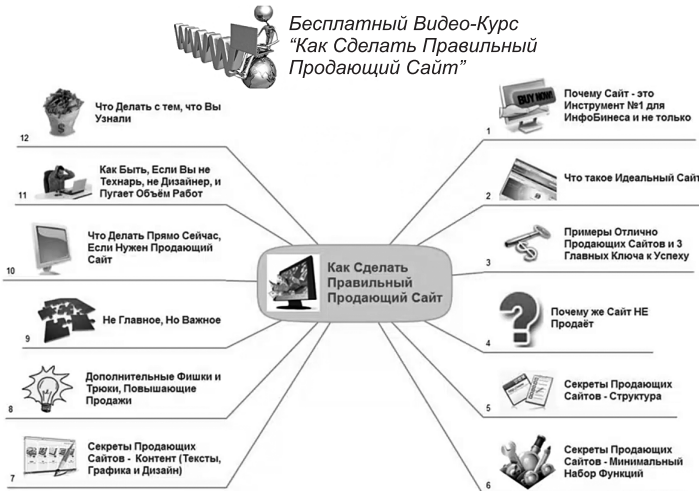 Бесплатный Видео-Курс
“Как Сделать Правильный
Продающий Сайт”
Как Сделать
Правильный
Продающий Сайт
BUY NOW!
Почему Сайт - это
Инструмент №1 для
ИнфоБинеса и не только
1
Что такое Идеальный Сайт
2
Примеры Отлично
Продающих Сайтов и 3
Главных Ключа к Успеху
3
Почему же Сайт НЕ
Продаёт
4
Секреты Продающих
Сайтов - Структура
5
Секреты Продающих
Сайтов - Минимальный
Набор Функций
6
Секреты Продающих
Сайтов - Контент (Тексты,
Графика и Дизайн)
7
Дополнительные Фишки и
Трюки, Повышающие
Продажи
8
Не Главное, Но Важное
9
Что Делать Прямо Сейчас,
Если Нужен Продающий
Сайт
10
Как Быть, Если Вы не
Технарь, не Дизайнер, и
Пугает Объём Работ
11
Что Делать с тем, что Вы
Узнали
12